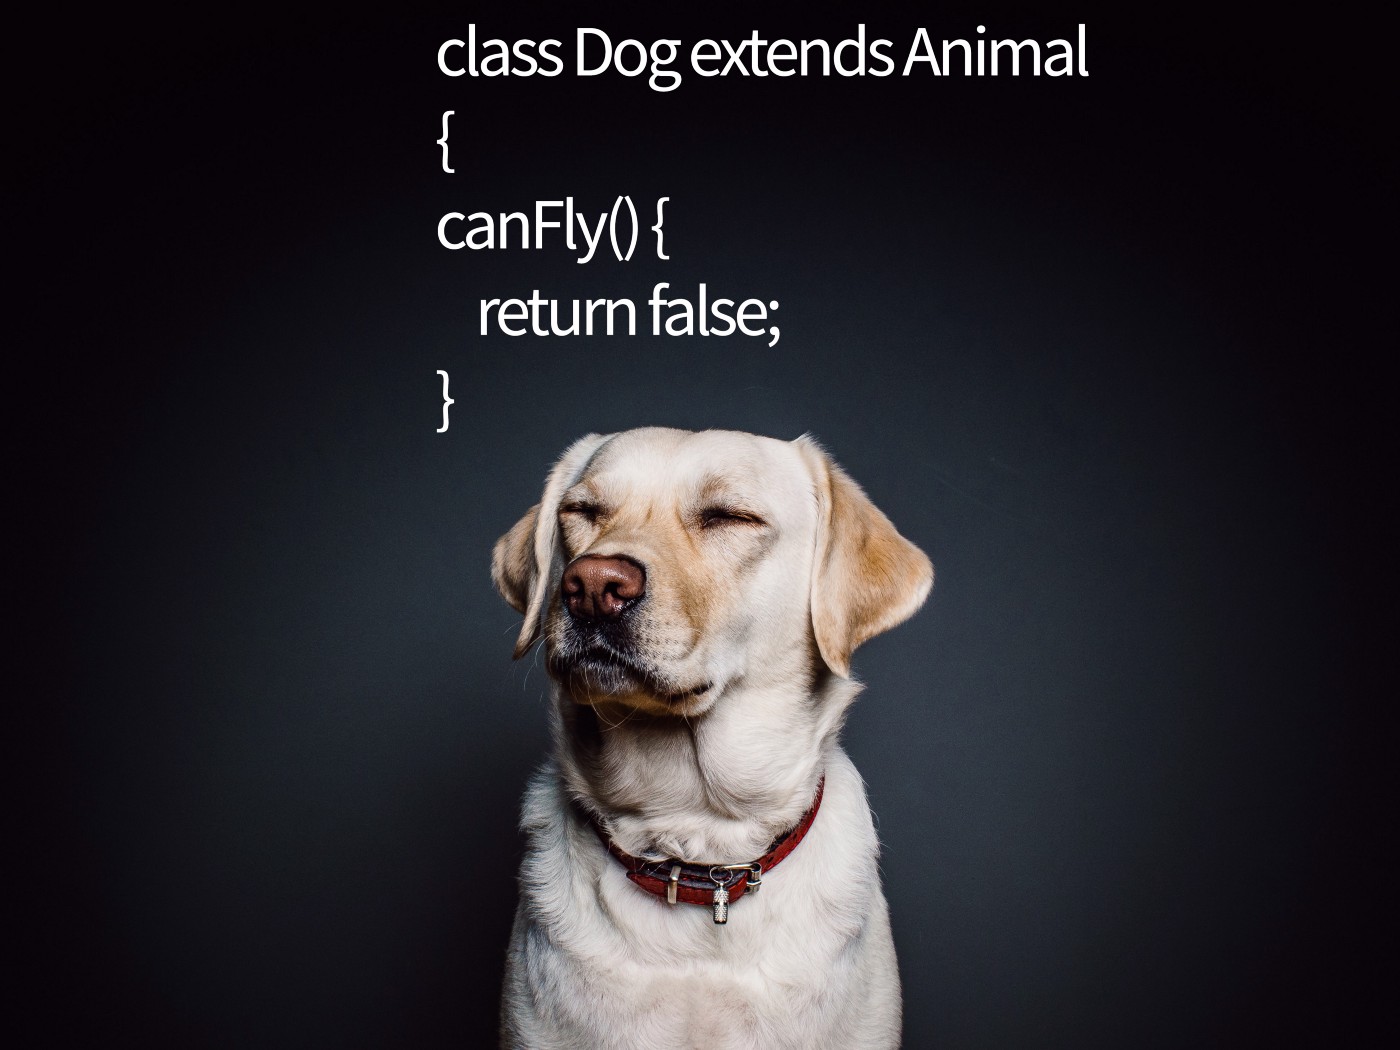 class Dog extends Animal
{
canFly() {
return false;
}